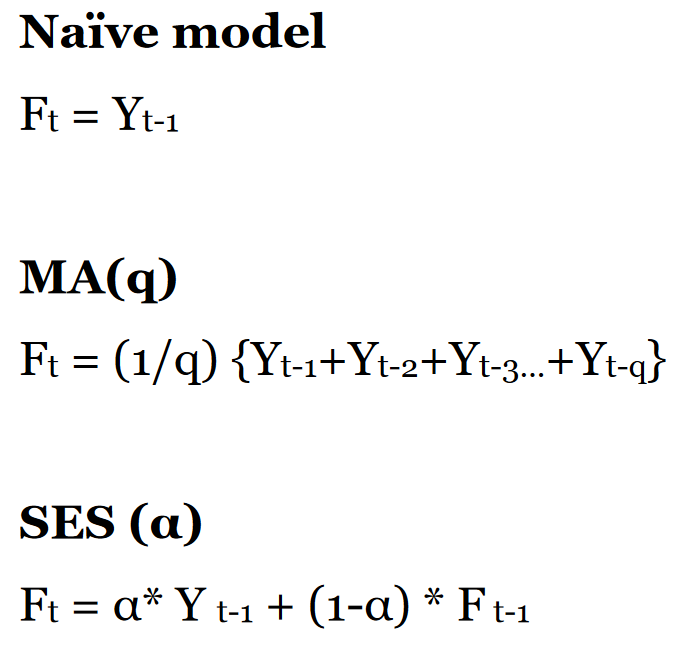 Naïve model
Ft = Yt-1
MA(q)
Ft = (1/q) {Yt-1+Yt-2+Yt-3...+Yt-q}
SES (α)
Ft = α* Y t-1 + (1-α) * F t-1